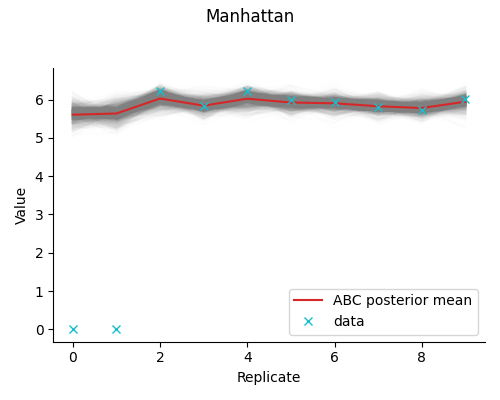 Manhattan
Value
6
5
4
3
2
1
0
ABC posterior mean
data
0 2 4 6 8
Replicate